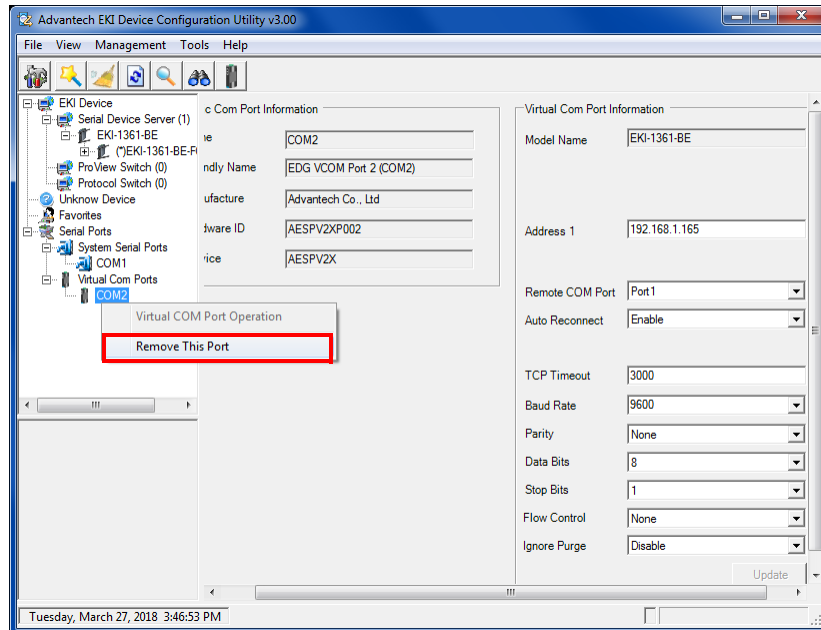 Advantech EKI Device Configuration Utility v3.00
File View Management Tools Help
EKI Device
Serial Device Server (1)
EKI-1361-BE
(*)EKI-1361-BE-F
ProView Switch (0)
Protocol Switch (0)
Unknow Device
Favorites
Serial Ports
System Serial Ports
COM1
Virtual Com Ports
COM2
Virtual COM Port Operation
Remove This Port
c Com Port Information
e COM2
ndly Name EDG VCOM Port 2 (COM2)
ufacture Advantech Co., Ltd
dware ID AESPV2XP002
vice AESPV2X
Virtual Com Port Information
Model Name EKI-1361-BE
Address 1 192.168.1.165
Remote COM Port Port1
Auto Reconnect Enable
TCP Timeout 3000
Baud Rate 9600
Parity None
Data Bits 8
Stop Bits 1
Flow Control None
Ignore Purge Disable
Update
Tuesday, March 27, 2018 3:46:53 PM